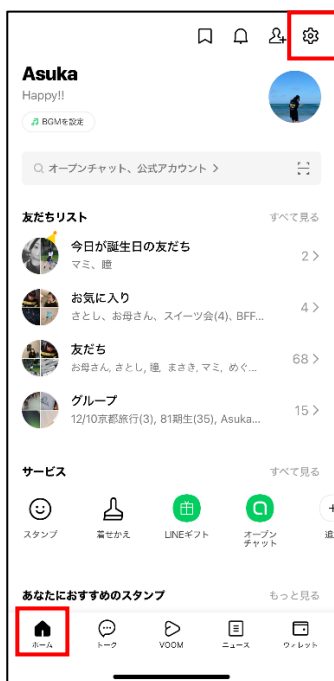 Asuka
Happy!!
BGMを設定
オープンチャット、公式アカウント >
友だちリスト
すべて見る
今日が誕生日の友だち
マミ、瞳
2 >
お気に入り
さとし、お母さん、スイーツ会(4)、BFF...
4 >
友だち
お母さん, さとし, 瞳, まさき, マミ, めぐ...
68 >
グループ
12/10京都旅行(3), 81期生(35), Asuka...
15 >
サービス
すべて見る
スタンプ
着せかえ
LINEギフト
オープン
チャット
追
あなたにおすすめのスタンプ
もっと見る
ホーム
トーク
VOOM
ニュース
ウォレット